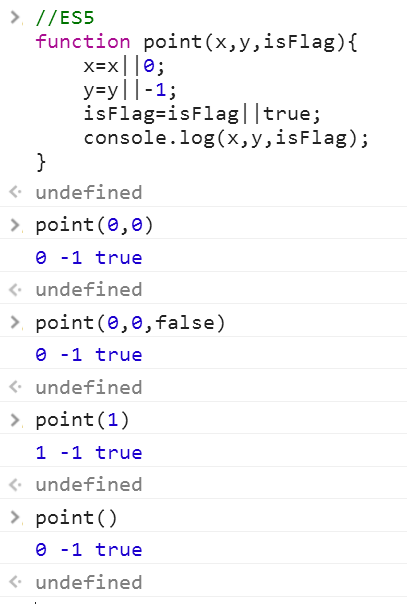 //ES5
function point(x,y,isFlag){
    x=x||0;
    y=y||-1;
    isFlag=isFlag||true;
    console.log(x,y,isFlag);
}
undefined
point(0,0)
0 -1 true
undefined
point(0,0,false)
0 -1 true
undefined
point(1)
1 -1 true
undefined
point()
0 -1 true
undefined